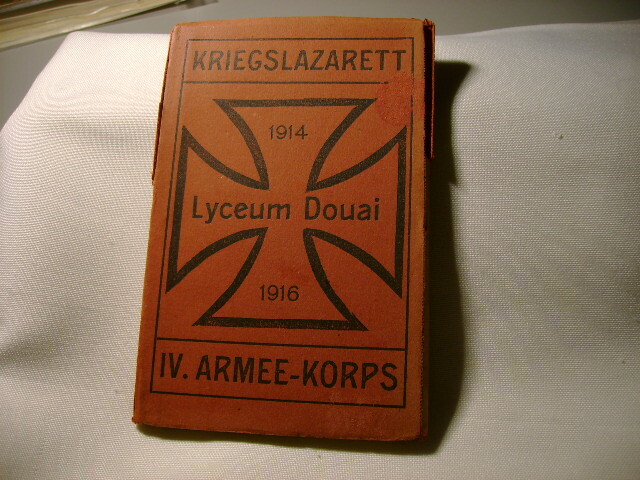 KRIEGSLAZARETT
1914
Lyceum Douai
1916
IV. ARMEE-KORPS